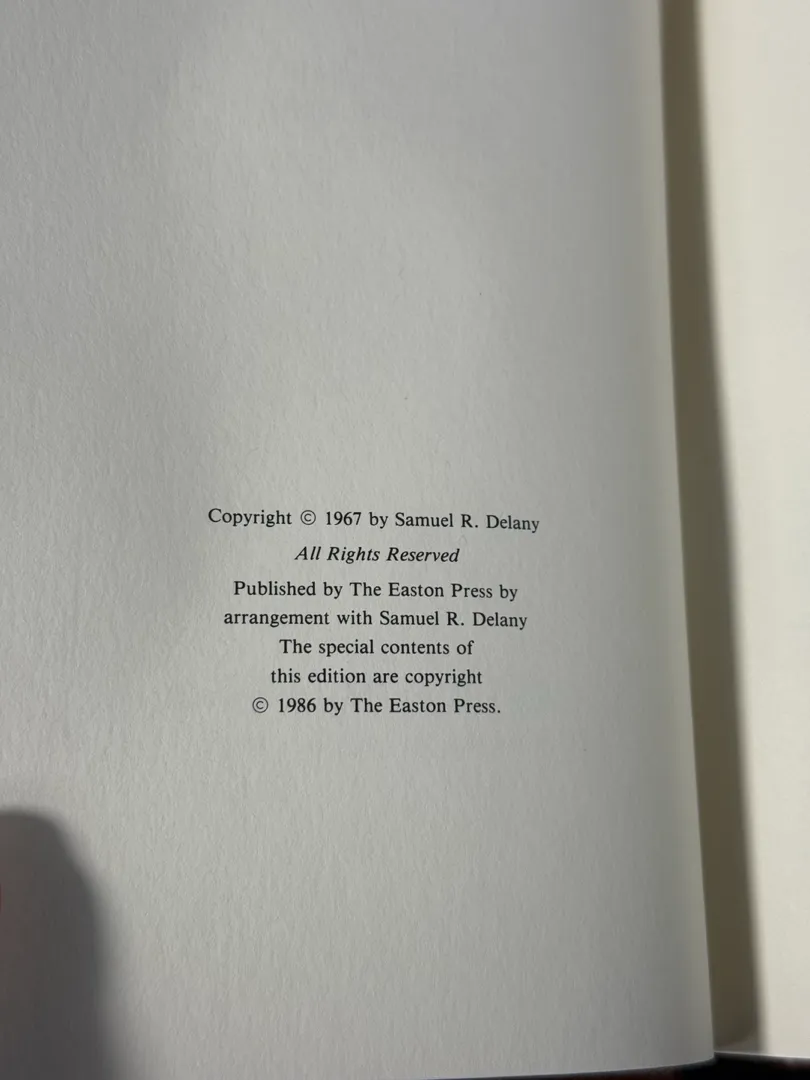 Copyright © 1967 by Samuel R. Delany
All Rights Reserved
Published by The Easton Press by
arrangement with Samuel R. Delany
The special contents of
this edition are copyright
© 1986 by The Easton Press.